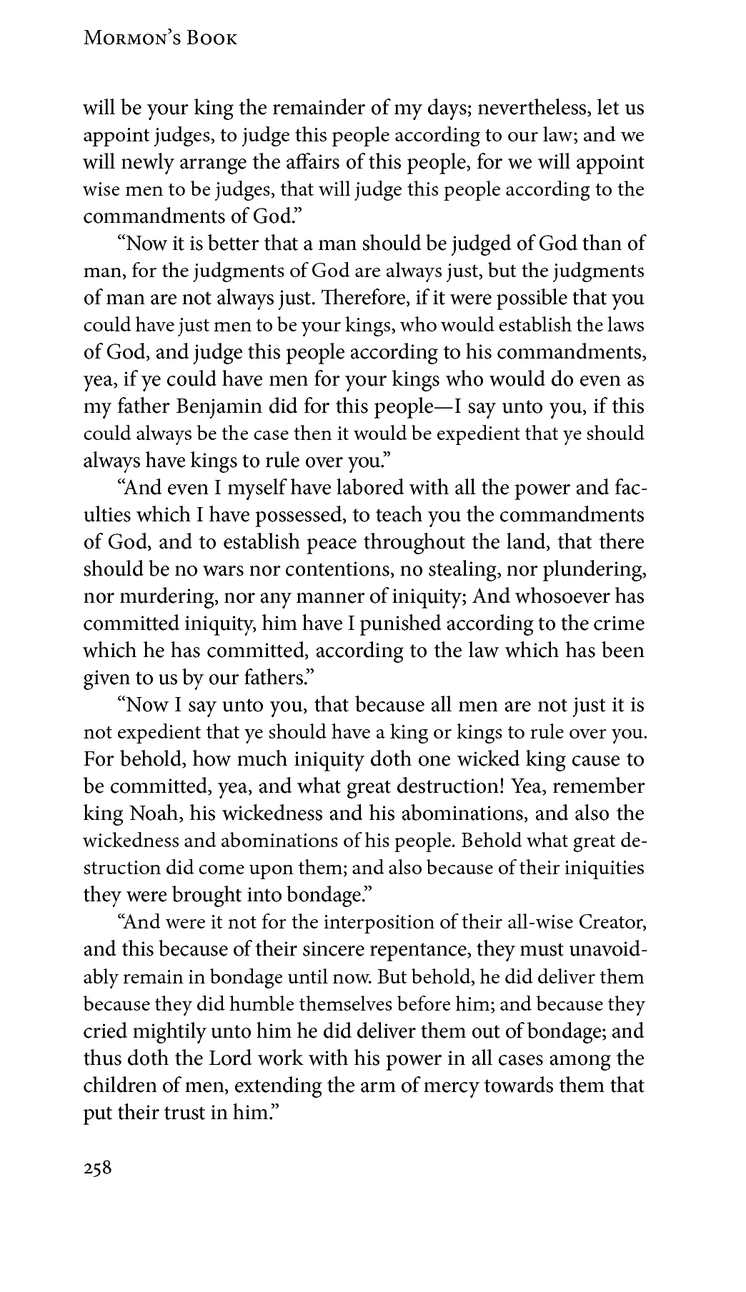 Mormon's Book
will be your king the remainder of my days; nevertheless, let us
appoint judges, to judge this people according to our law; and we
will newly arrange the affairs of this people, for we will appoint
wise men to be judges, that will judge this people according to the
commandments of God.”
“Now it is better that a man should be judged of God than of
man, for the judgments of God are always just, but the judgments
of man are not always just. Therefore, if it were possible that you
could have just men to be your kings, who would establish the laws
of God, and judge this people according to his commandments,
yea, if ye could have men for your kings who would do even as
my father Benjamin did for this people—I say unto you, if this
could always be the case then it would be expedient that ye should
always have kings to rule over you.”
“And even I myself have labored with all the power and fac-
ulties which I have possessed, to teach you the commandments
of God, and to establish peace throughout the land, that there
should be no wars nor contentions, no stealing, nor plundering,
nor murdering, nor any manner of iniquity; And whosoever has
committed iniquity, him have I punished according to the crime
which he has committed, according to the law which has been
given to us by our fathers.”
“Now I say unto you, that because all men are not just it is
not expedient that ye should have a king or kings to rule over you.
For behold, how much iniquity doth one wicked king cause to
be committed, yea, and what great destruction! Yea, remember
king Noah, his wickedness and his abominations, and also the
wickedness and abominations of his people. Behold what great de-
struction did come upon them; and also because of their iniquities
they were brought into bondage.”
“And were it not for the interposition of their all-wise Creator,
and this because of their sincere repentance, they must unavoid-
ably remain in bondage until now. But behold, he did deliver them
because they did humble themselves before him; and because they
cried mightily unto him he did deliver them out of bondage; and
thus doth the Lord work with his power in all cases among the
children of men, extending the arm of mercy towards them that
put their trust in him.”
258